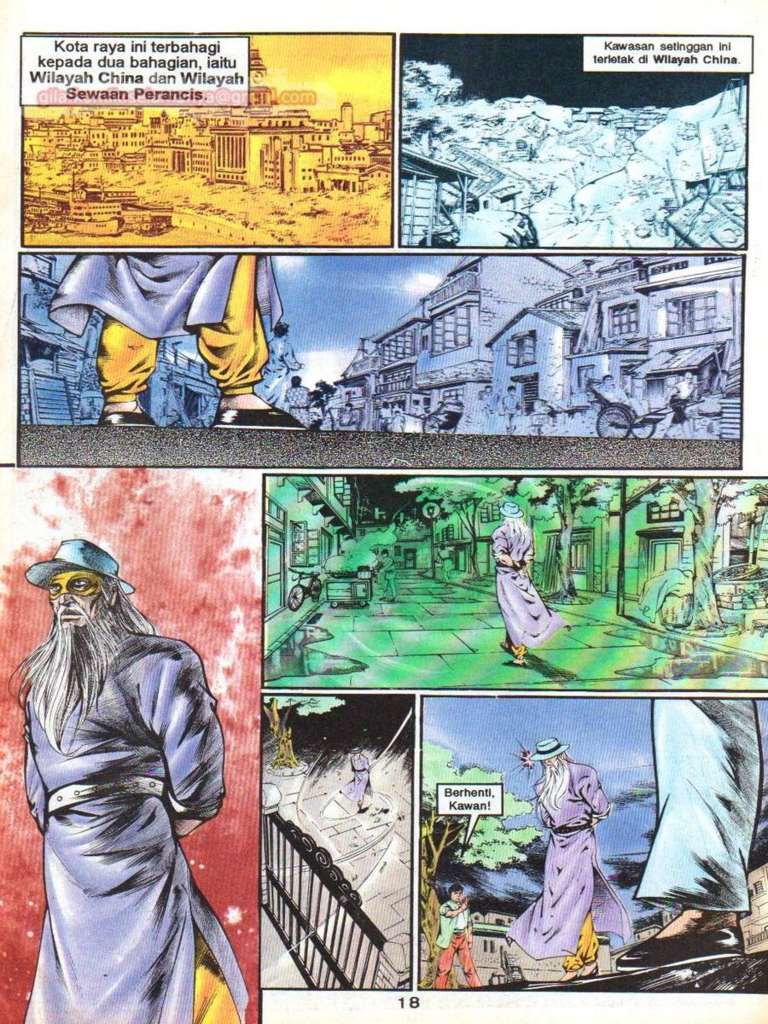 Kota raya ini terbahagi
kepada dua bahagian, iaitu
Wilayah China dan Wilayah
Sewaan Perancis.
Kawasan setinggan ini
terletak di Wilayah China.
Berhenti,
Kawan!
18